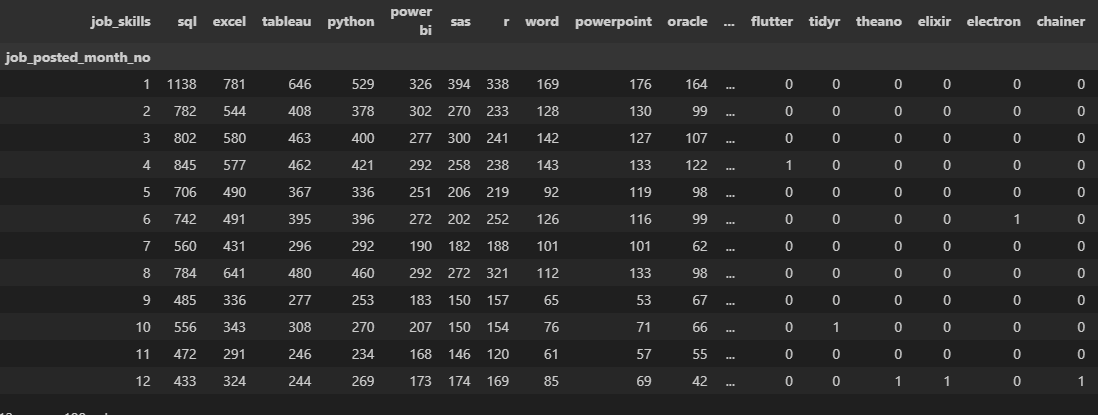 job_skills sql excel tableau python power bi sas r word powerpoint oracle ... flutter tidyr theano elixir electron chainer
job_posted_month_no
1 1138 781 646 529 326 394 338 169 176 164 ... 0 0 0 0 0 0
2 782 544 408 378 302 270 233 128 130 99 ... 0 0 0 0 0 0
3 802 580 463 400 277 300 241 142 127 107 ... 0 0 0 0 0 0
4 845 577 462 421 292 258 238 143 133 122 ... 1 0 0 0 0 0
5 706 490 367 336 251 206 219 92 119 98 ... 0 0 0 0 0 0
6 742 491 395 396 272 202 252 126 116 99 ... 0 0 0 0 1 0
7 560 431 296 292 190 182 188 101 101 62 ... 0 0 0 0 0 0
8 784 641 480 460 292 272 321 112 133 98 ... 0 0 0 0 0 0
9 485 336 277 253 183 150 157 65 53 67 ... 0 0 0 0 0 0
10 556 343 308 270 207 150 154 76 71 66 ... 0 1 0 0 0 0
11 472 291 246 234 168 146 120 61 57 55 ... 0 0 0 0 0 0
12 433 324 244 269 173 174 169 85 69 42 ... 0 0 1 1 0 1